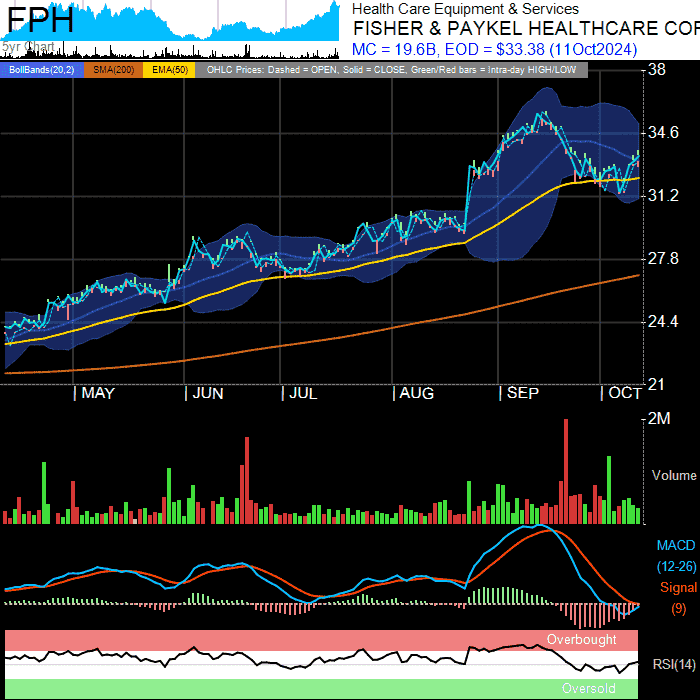 FPH
5yr Chart
Health Care Equipment & Services
FISHER & PAYKEL HEALTHCARE COR
MC = 19.6B, EOD = $33.38 (11Oct2024)
BollBands(20,2) SMA(200) EMA(50) OHLC Prices: Dashed = OPEN, Solid = CLOSE, Green/Red bars = Intra-day HIGH/LOW
38
34.6
31.2
27.8
24.4
21
MAY JUN JUL AUG SEP OCT
2M
Volume
MACD
(12-26)
Signal
(9)
Overbought
RSI(14)
Oversold